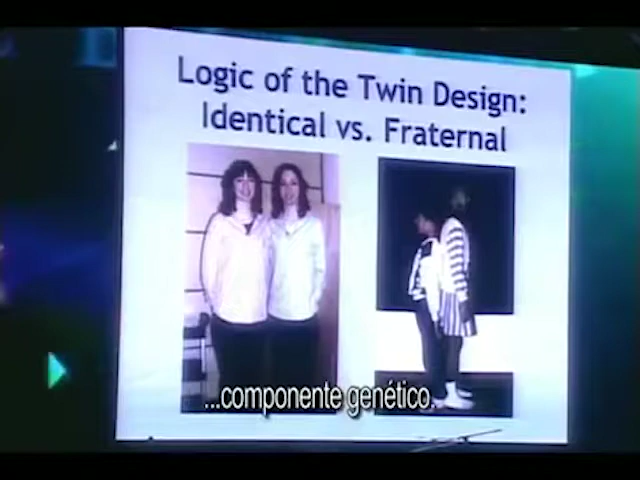 Logic of the Twin Design:
Identical vs. Fraternal
...componente genético.